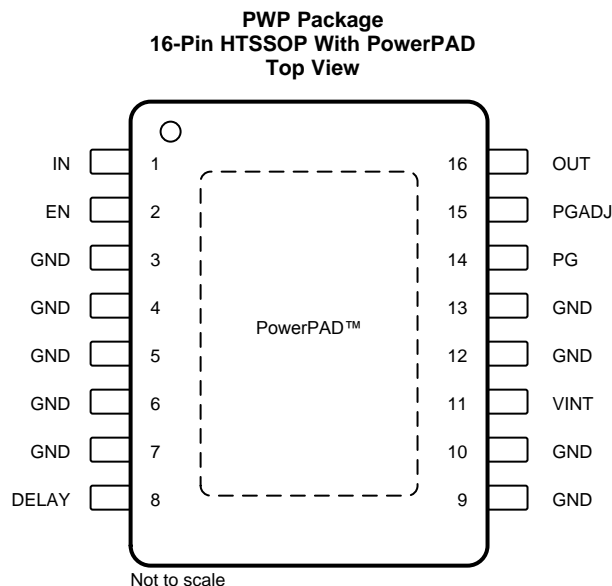 PWP Package
16-Pin HTSSOP With PowerPAD
Top View
IN 1 16 OUT
EN 2 15 PGADJ
GND 3 14 PG
GND 4 13 GND
GND 5 PowerPAD™ 12 GND
GND 6 11 VINT
GND 7 10 GND
DELAY 8 9 GND
Not to scale